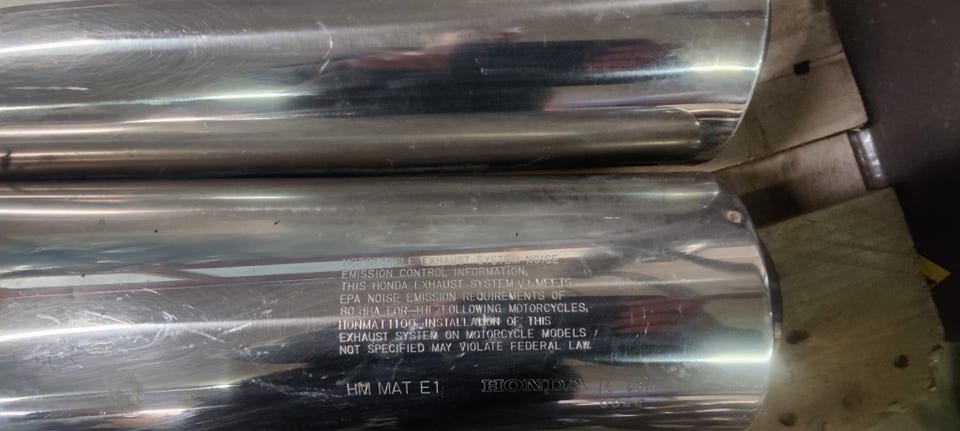 MOTORCYCLE EXHAUST SYSTEM NOISE
EMISSION CONTROL INFORMATION;
THIS HONDA EXHAUST SYSTEM MEETS
EPA NOISE EMISSION REQUIREMENTS OF
80 dBA FOR THE FOLLOWING MOTORCYCLES;
HONMAT1100. INSTALLATION OF THIS
EXHAUST SYSTEM ON MOTORCYCLE MODELS
NOT SPECIFIED MAY VIOLATE FEDERAL LAW.
HM MAT E1 HONDA